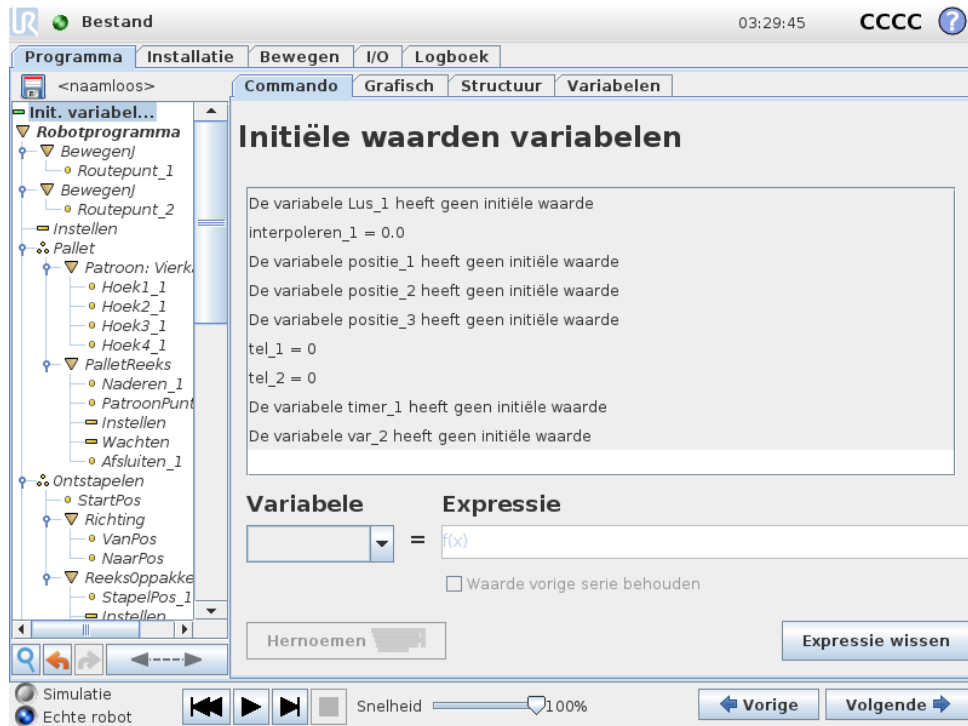 UR Bestand 03:29:45 CCCC ?
Programma Installatie Bewegen I/O Logboek
<naamloos>
Commando Grafisch Structuur Variabelen
Init. variabel...
Robotprogramma
BewegenJ
Routepunt_1
BewegenJ
Routepunt_2
Instellen
Pallet
Patroon: Vierk
Hoek1_1
Hoek2_1
Hoek3_1
Hoek4_1
PalletReeks
Naderen_1
PatroonPunt
Instellen
Wachten
Afsluiten_1
Ontstapelen
StartPos
Richting
VanPos
NaarPos
ReeksOppakke
StapelPos_1
Instellen
Initiële waarden variabelen
De variabele Lus_1 heeft geen initiële waarde
interpoleren_1 = 0.0
De variabele positie_1 heeft geen initiële waarde
De variabele positie_2 heeft geen initiële waarde
De variabele positie_3 heeft geen initiële waarde
tel_1 = 0
tel_2 = 0
De variabele timer_1 heeft geen initiële waarde
De variabele var_2 heeft geen initiële waarde
Variabele Expressie
= f(x)
Waarde vorige serie behouden
Hernoemen Expressie wissen
Simulatie
Echte robot
Snelheid 100%
Vorige Volgende